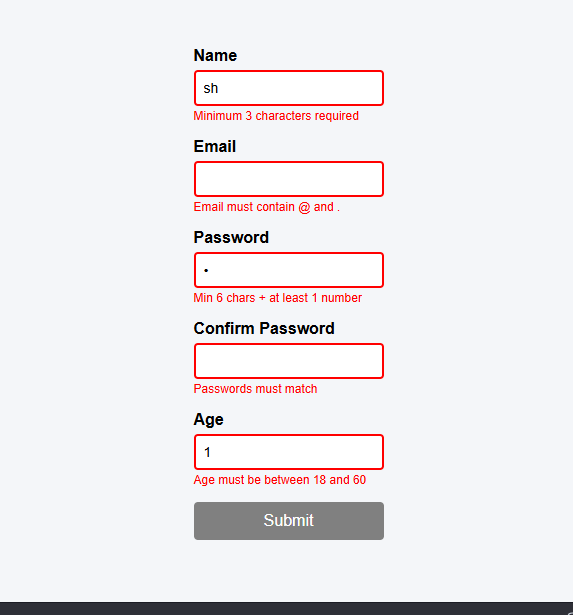 Name
sh
Minimum 3 characters required
Email
Email must contain @ and .
Password
•
Min 6 chars + at least 1 number
Confirm Password
Passwords must match
Age
1
Age must be between 18 and 60
Submit